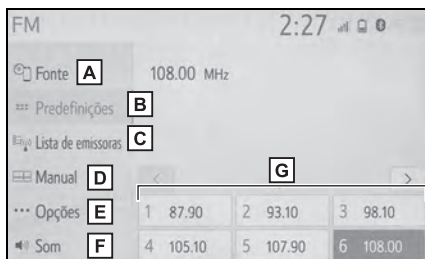 FM 2:27
Fonte A 108.00 MHz
Predefinições B
Lista de emissoras C
G
Manual D < >
Opções E 1 87.90 2 93.10 3 98.10
Som F 4 105.10 5 107.90 6 108.00